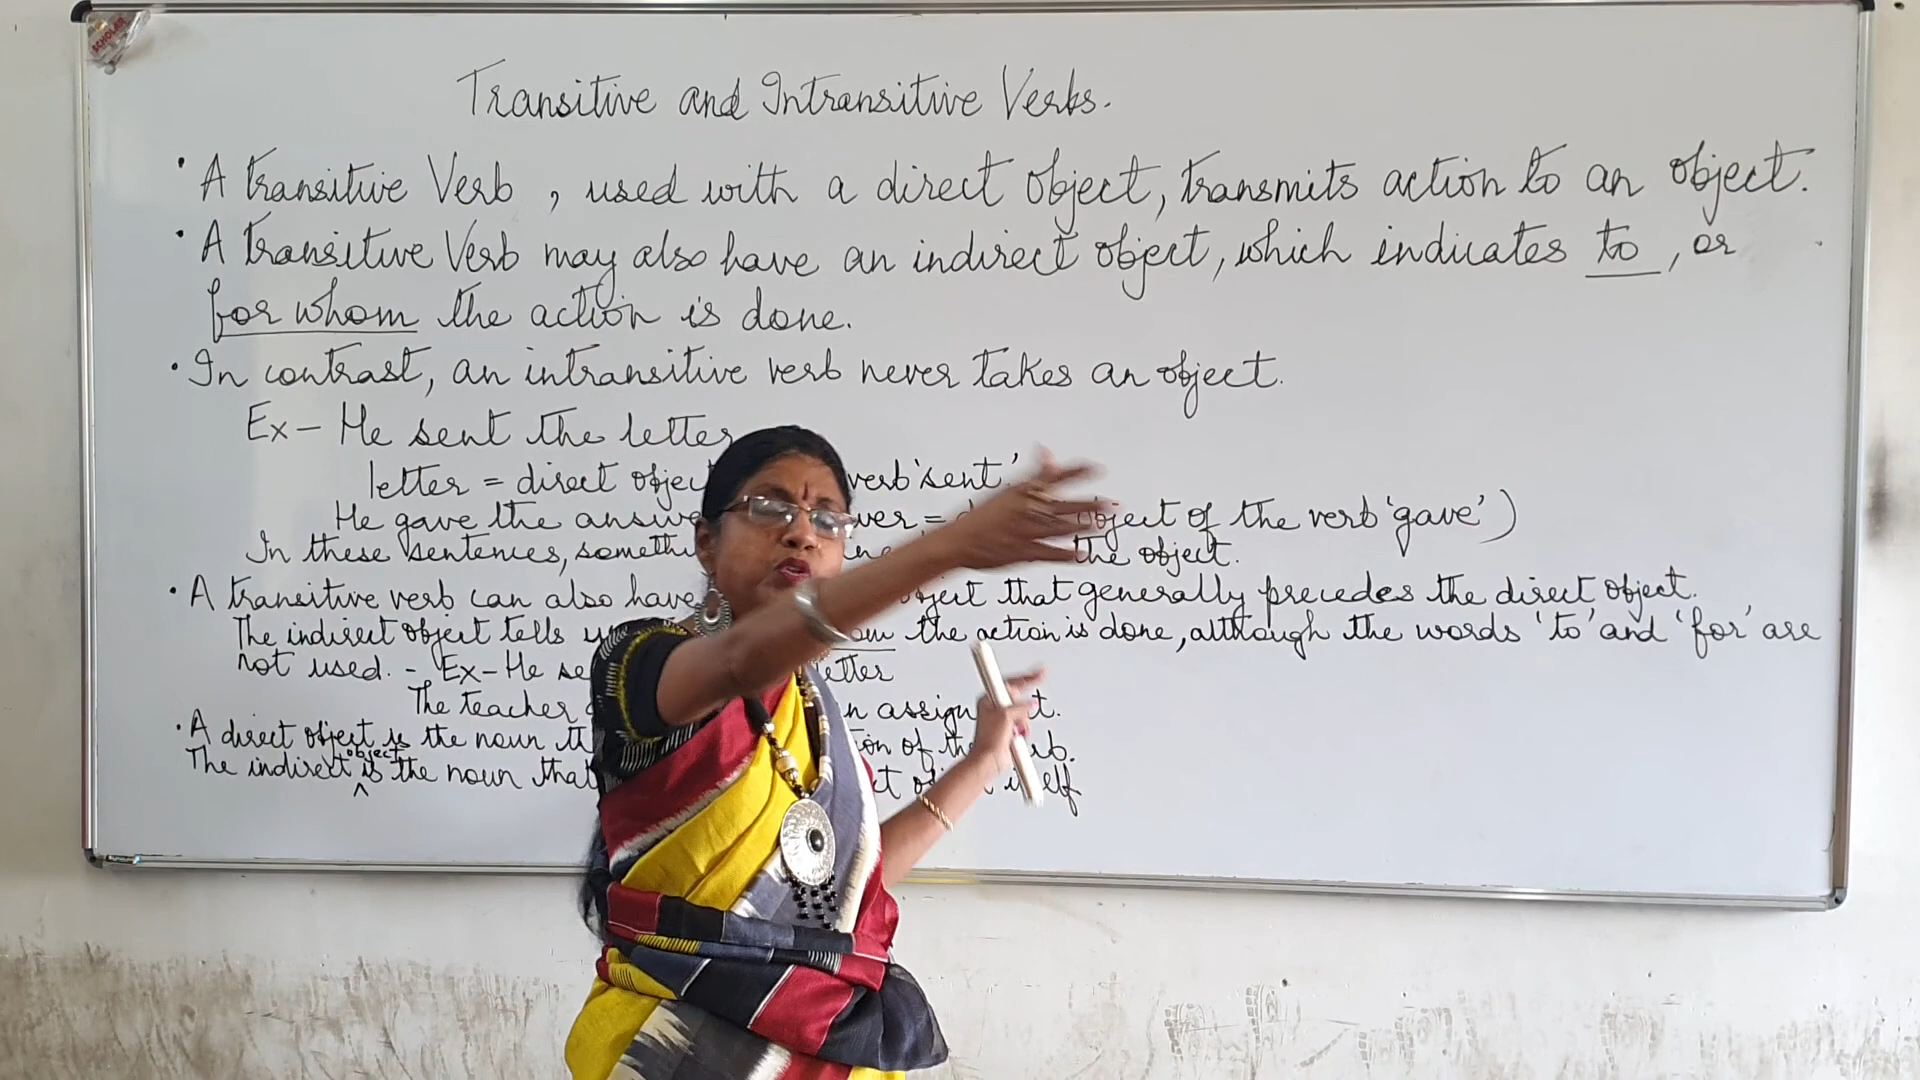 SCHOLAR
Transitive and Intransitive Verbs.
• A transitive Verb , used with a direct object, transmits action to an object.
• A transitive Verb may also have an indirect object, which indicates to , or
for whom the action is done.
• In contrast, an intransitive verb never takes an object.
Ex - He sent the letter
letter = direct verb 'sent.'
He gave the = object of the verb 'gave')
In these sentences, the object.
• A transitive verb can also have that generally precedes the direct object.
The indirect object tells the action is done, although the words 'to' and 'for' are
not used. - Ex - He letter
The teacher
• A direct object is the noun of the
The indirect object is the noun that itself